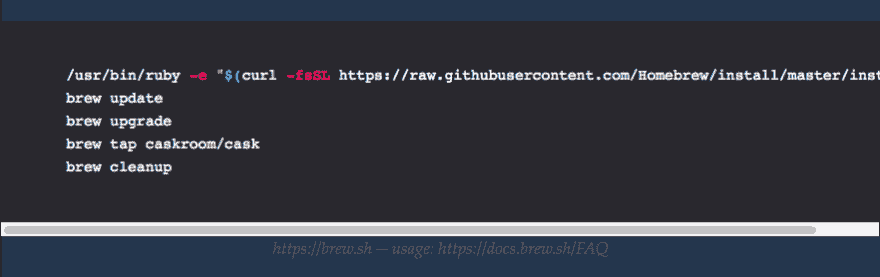 /usr/bin/ruby -e "$(curl -fsSL https://raw.githubusercontent.com/Homebrew/install/master/inst
brew update
brew upgrade
brew tap caskroom/cask
brew cleanup
https://brew.sh — usage: https://docs.brew.sh/FAQ